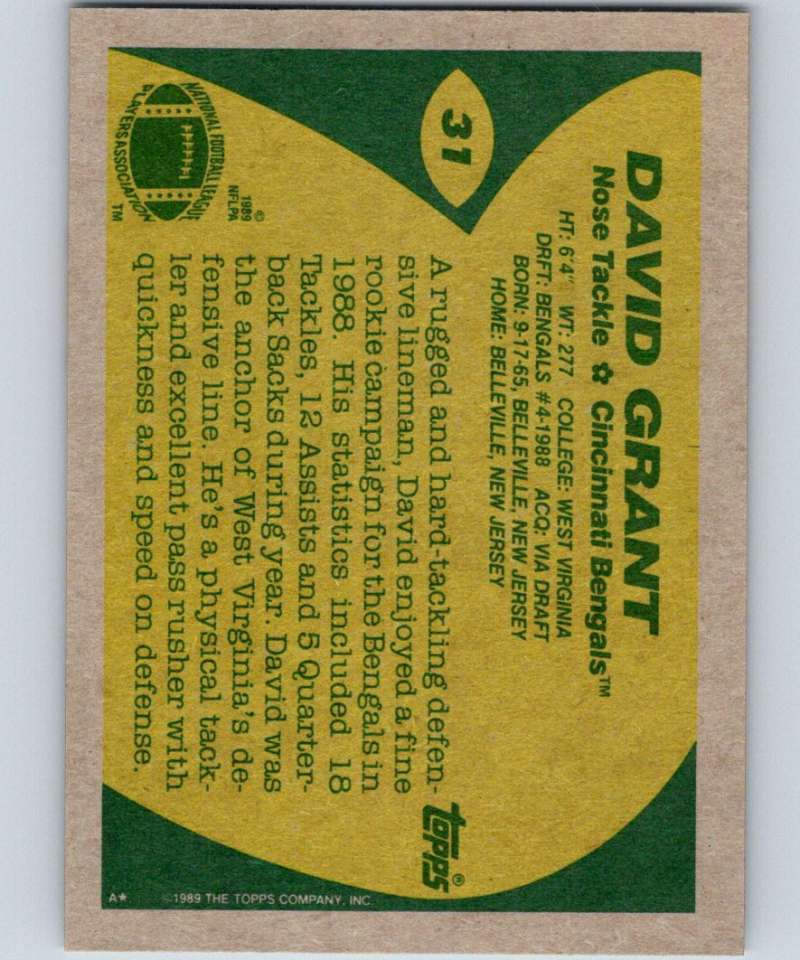 31
DAVID GRANT
Nose Tackle ✿ Cincinnati Bengals™
HT: 6'4" WT: 277 COLLEGE: WEST VIRGINIA
DRFT: BENGALS #4-1988 ACQ: VIA DRAFT
BORN: 9-17-65, BELLEVILLE, NEW JERSEY
HOME: BELLEVILLE, NEW JERSEY
A rugged and hard-tackling defen-
sive lineman, David enjoyed a fine
rookie campaign for the Bengals in
1988. His statistics included 18
Tackles, 12 Assists and 5 Quarter-
back Sacks during year. David was
the anchor of West Virginia's de-
fensive line. He's a physical tack-
ler and excellent pass rusher with
quickness and speed on defense.
©
1989
NFLPA
NATIONAL FOOTBALL LEAGUE
PLAYERS ASSOCIATION
TM
topps®
A* ©1989 THE TOPPS COMPANY, INC.